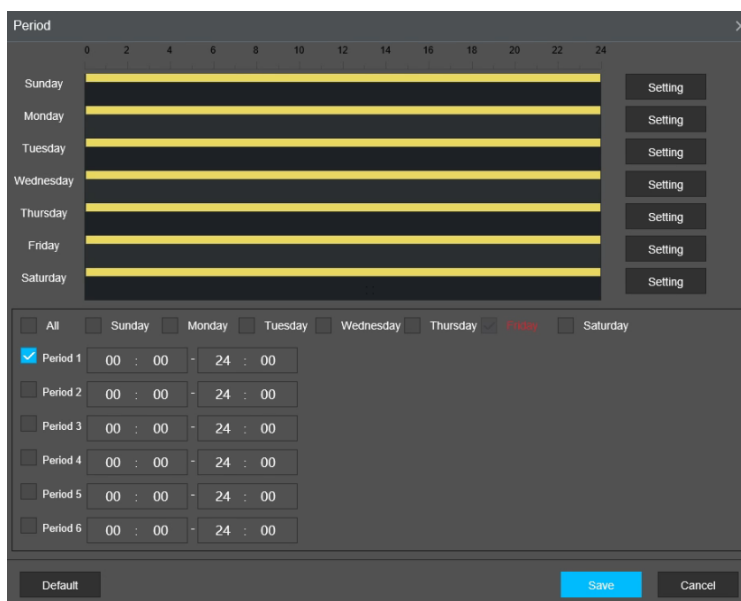 Period
0 2 4 6 8 10 12 14 16 18 20 22 24
Sunday Setting
Monday Setting
Tuesday Setting
Wednesday Setting
Thursday Setting
Friday Setting
Saturday Setting
All Sunday Monday Tuesday Wednesday Thursday Friday Saturday
Period 1 00 : 00 - 24 : 00
Period 2 00 : 00 - 24 : 00
Period 3 00 : 00 - 24 : 00
Period 4 00 : 00 - 24 : 00
Period 5 00 : 00 - 24 : 00
Period 6 00 : 00 - 24 : 00
Default Save Cancel